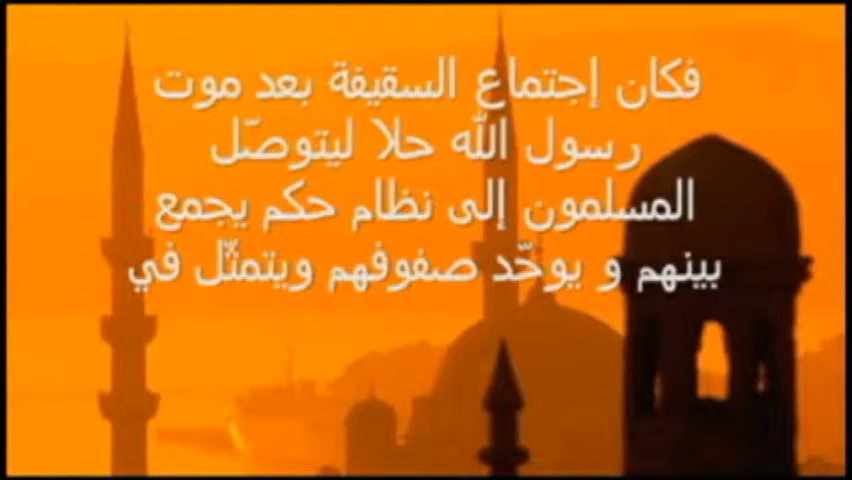 فكان إجتماع السقيفة بعد موت
رسول الله حلا ليتوصّل
المسلمون إلى نظام حكم يجمع
بينهم و يوحّد صفوفهم ويتمثّل في